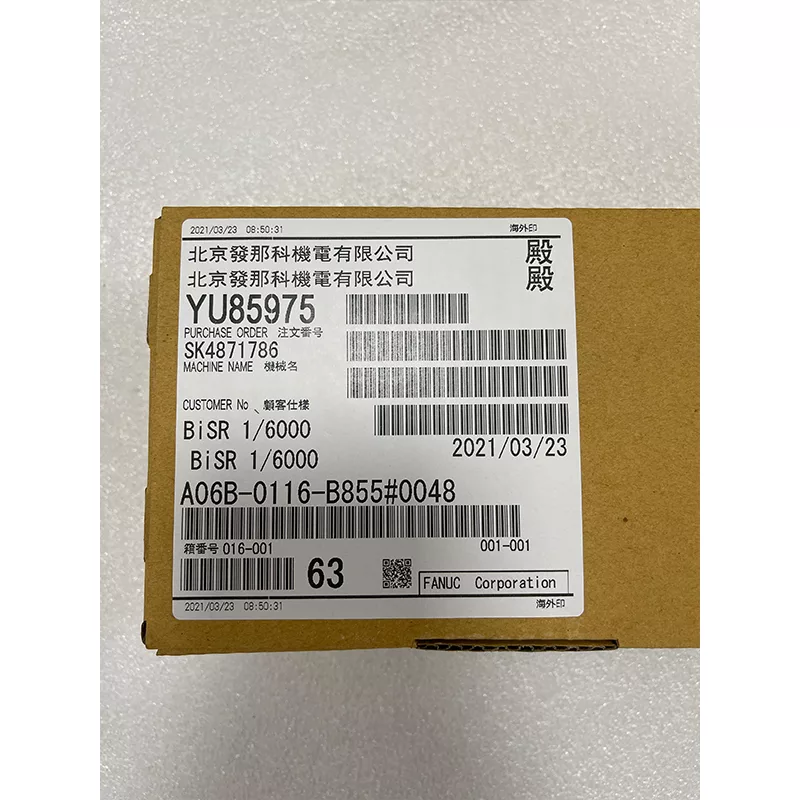 2021/03/23 08:50:31 海外印
北京發那科機電有限公司 殿
北京發那科機電有限公司 殿
YU85975
PURCHASE ORDER 注文番号
SK4871786
MACHINE NAME 機械名
CUSTOMER No 、顧客仕様
BiSR 1/6000
2021/03/23
BiSR 1/6000
A06B-0116-B855#0048
箱番号 016-001 001-001
63 FANUC Corporation
2021/03/23 08:50:31 海外印